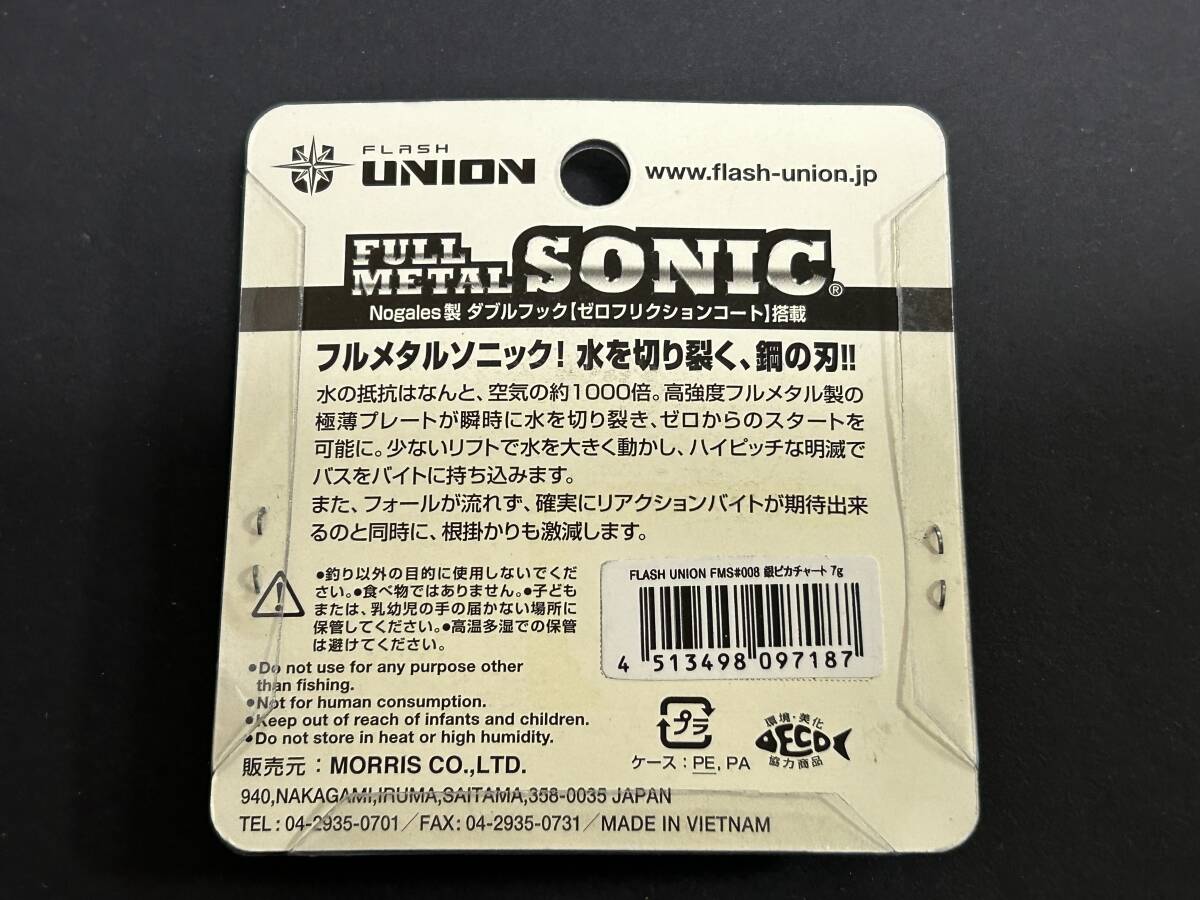 FLASH
UNION
www.flash-union.jp
FULL
METAL
SONIC®
Nogales製 ダブルフック【ゼロフリクションコート】搭載
フルメタルソニック! 水を切り裂く、鋼の刃!!
水の抵抗はなんと、空気の約1000倍。高強度フルメタル製の
極薄プレートが瞬時に水を切り裂き、ゼロからのスタートを
可能に。少ないリフトで水を大きく動かし、ハイピッチな明滅で
バスをバイトに持ち込みます。
また、フォールが流れず、確実にリアクションバイトが期待出来
るのと同時に、根掛かりも激減します。
●釣り以外の目的に使用しないでくだ
さい。●食べ物ではありません。●子ども
または、乳幼児の手の届かない場所に
保管してください。●高温多湿での保管
は避けてください。
●Do not use for any purpose other
than fishing.
●Not for human consumption.
●Keep out of reach of infants and children.
●Do not store in heat or high humidity.
FLASH UNION FMS#008 銀ピカチャート 7g
4 513498 097187
プラ
ケース：PE, PA
環境・美化
ECO
協力商品
販売元：MORRIS CO.,LTD.
940,NAKAGAMI,IRUMA,SAITAMA,358-0035 JAPAN
TEL：04-2935-0701／FAX：04-2935-0731／MADE IN VIETNAM